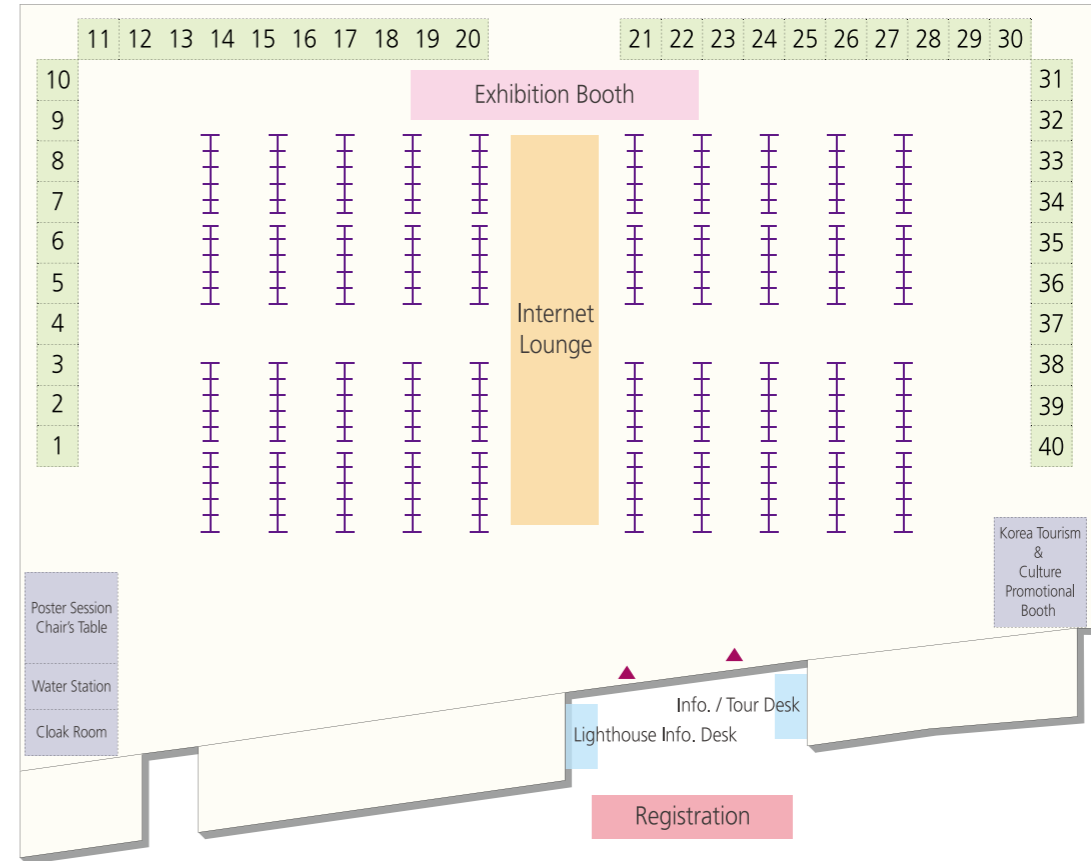 11 12 13 14 15 16 17 18 19 20 21 22 23 24 25 26 27 28 29 30
10
9
8
7
6
5
4
3
2
1
Exhibition Booth
Internet
Lounge
31
32
33
34
35
36
37
38
39
40
Korea Tourism
&
Culture
Promotional
Booth
Poster Session
Chair's Table
Water Station
Cloak Room
Info. / Tour Desk
Lighthouse Info. Desk
Registration